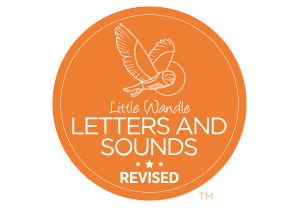 Little Wandle
LETTERS AND
SOUNDS
REVISED
TM